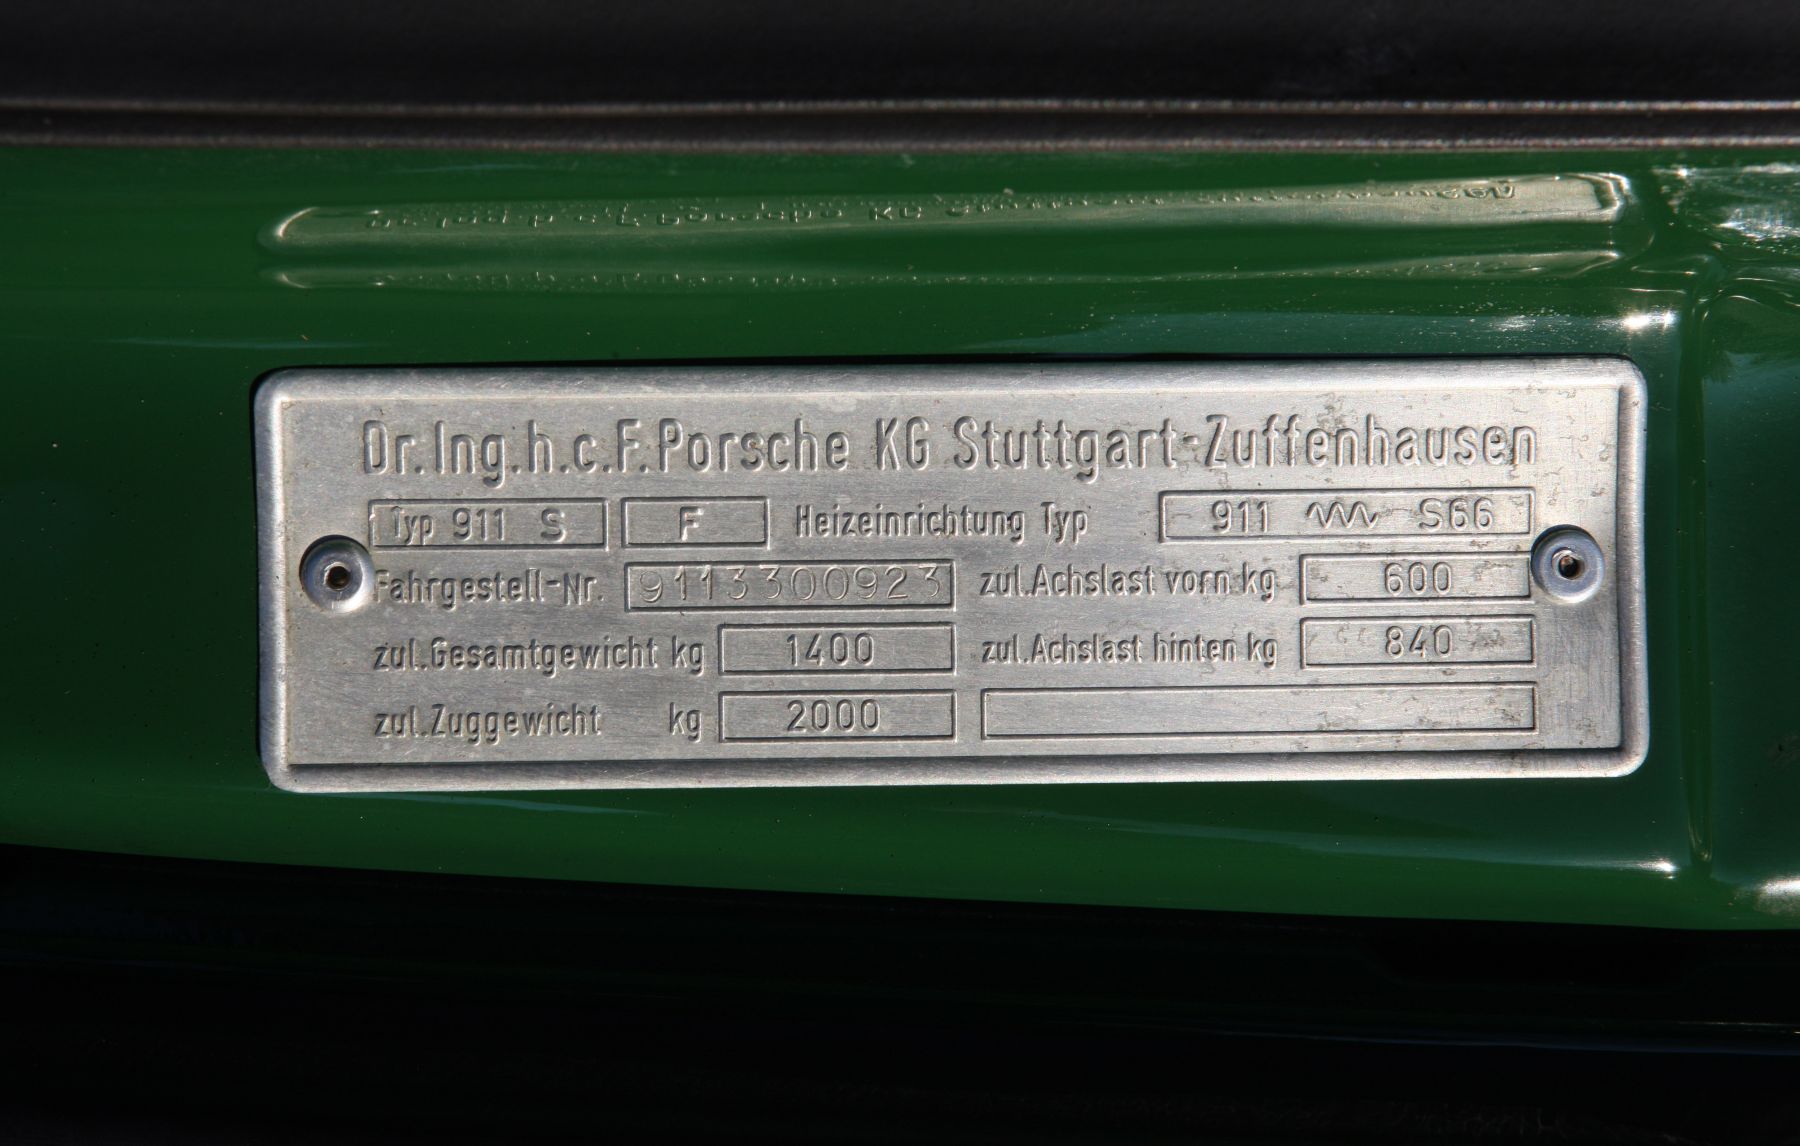 Dr.Ing.h.c.F.Porsche KG Stuttgart-Zuffenhausen
Typ 911 S F Heizeinrichtung Typ 911 S66
Fahrgestell-Nr. 9113300923 zul.Achslast vorn kg 600
zul.Gesamtgewicht kg 1400 zul.Achslast hinten kg 840
zul.Zuggewicht kg 2000